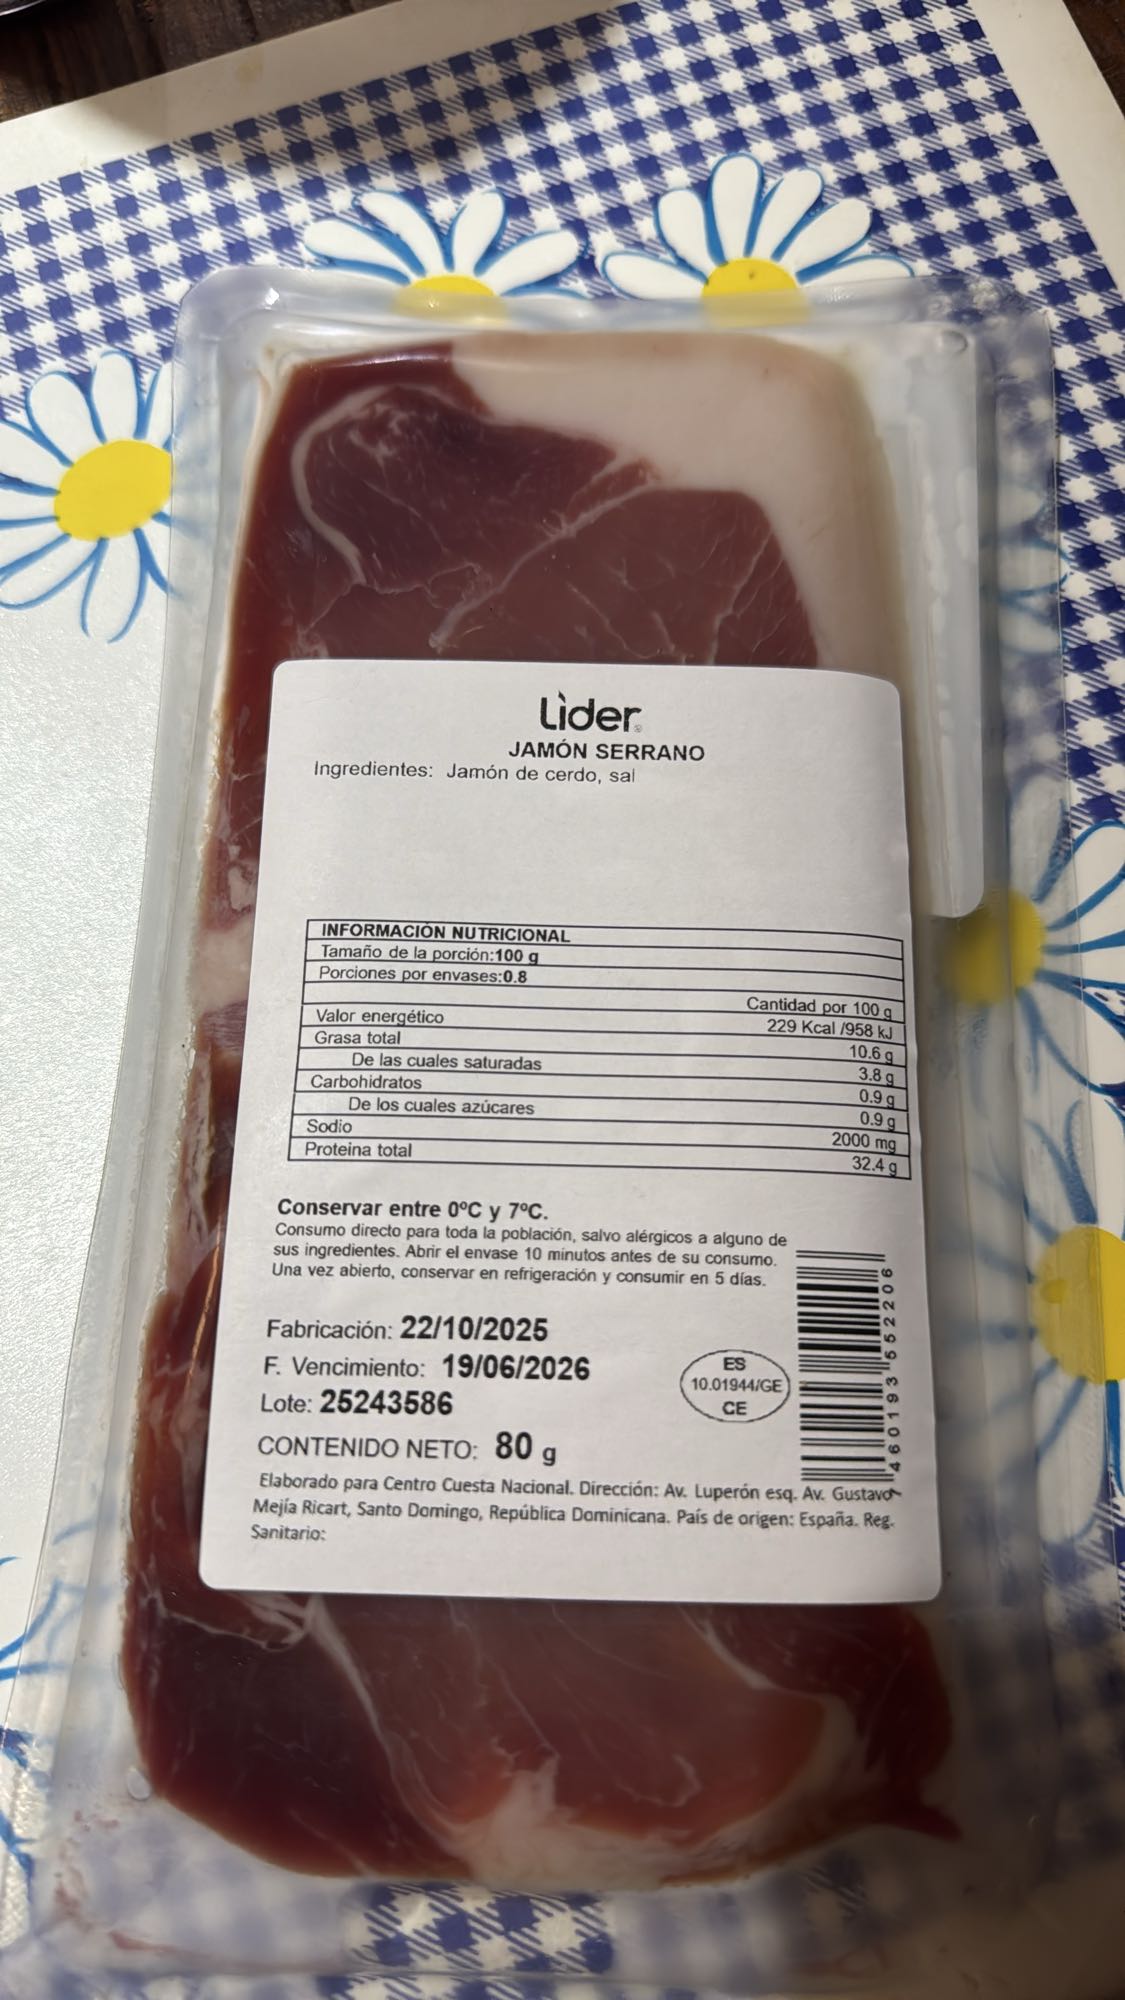 Lìder
JAMÓN SERRANO
Ingredientes: Jamón de cerdo, sal
INFORMACIÓN NUTRICIONAL
Tamaño de la porción:100 g
Porciones por envases:0.8
Cantidad por 100 g
Valor energético 229 Kcal /958 kJ
Grasa total 10.6 g
De las cuales saturadas 3.8 g
Carbohidratos 0.9 g
De los cuales azúcares 0.9 g
Sodio 2000 mg
Proteina total 32.4 g
Conservar entre 0ºC y 7ºC.
Consumo directo para toda la población, salvo alérgicos a alguno de
sus ingredientes. Abrir el envase 10 minutos antes de su consumo.
Una vez abierto, conservar en refrigeración y consumir en 5 días.
Fabricación: 22/10/2025
F. Vencimiento: 19/06/2026
Lote: 25243586
ES
10.01944/GE
CE
460193552206
CONTENIDO NETO: 80 g
Elaborado para Centro Cuesta Nacional. Dirección: Av. Luperón esq. Av. Gustavo
Mejía Ricart, Santo Domingo, República Dominicana. País de origen: España. Reg.
Sanitario: